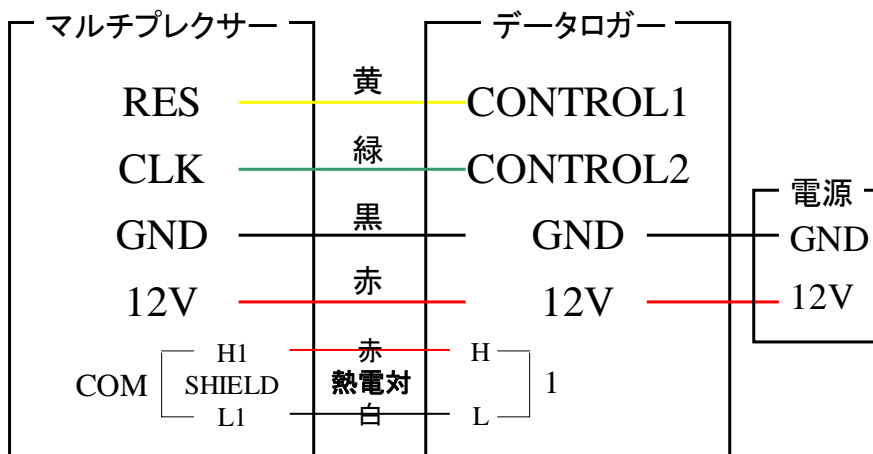 マルチプレクサー データロガー
RES 黄 CONTROL1
CLK 緑 CONTROL2
電源
GND 黒 GND GND
12V 赤 12V 12V
H1 赤 H
COM SHIELD 熱電対 1
L1 白 L